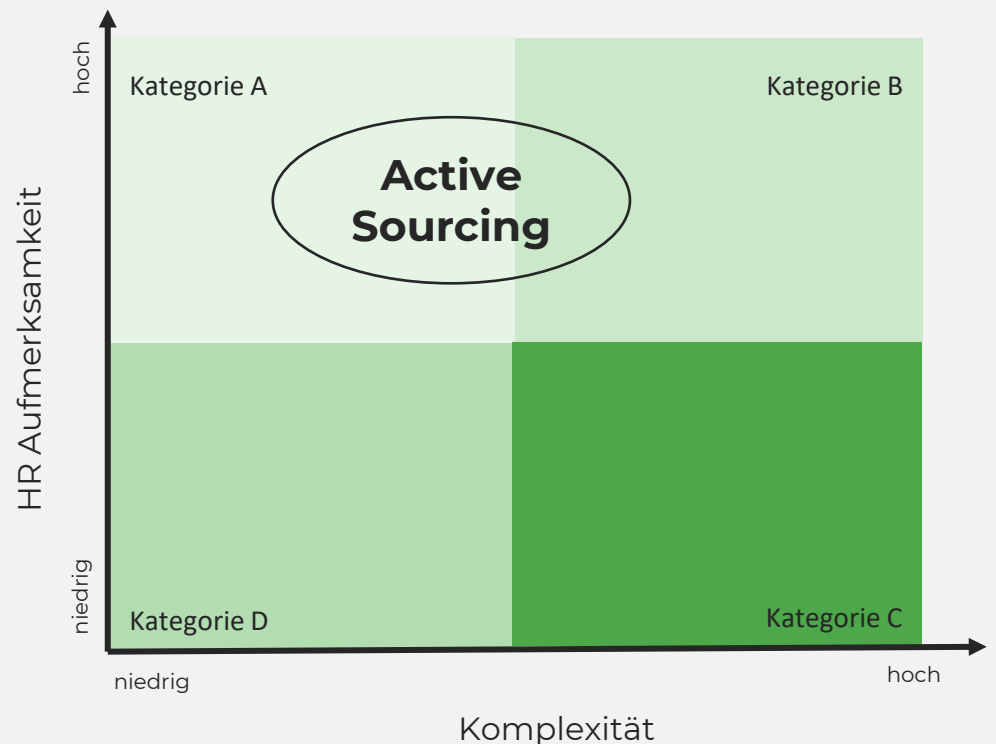 hoch
Kategorie A
Kategorie B
Active
Sourcing
HR Aufmerksamkeit
niedrig
Kategorie D
Kategorie C
niedrig
hoch
Komplexität